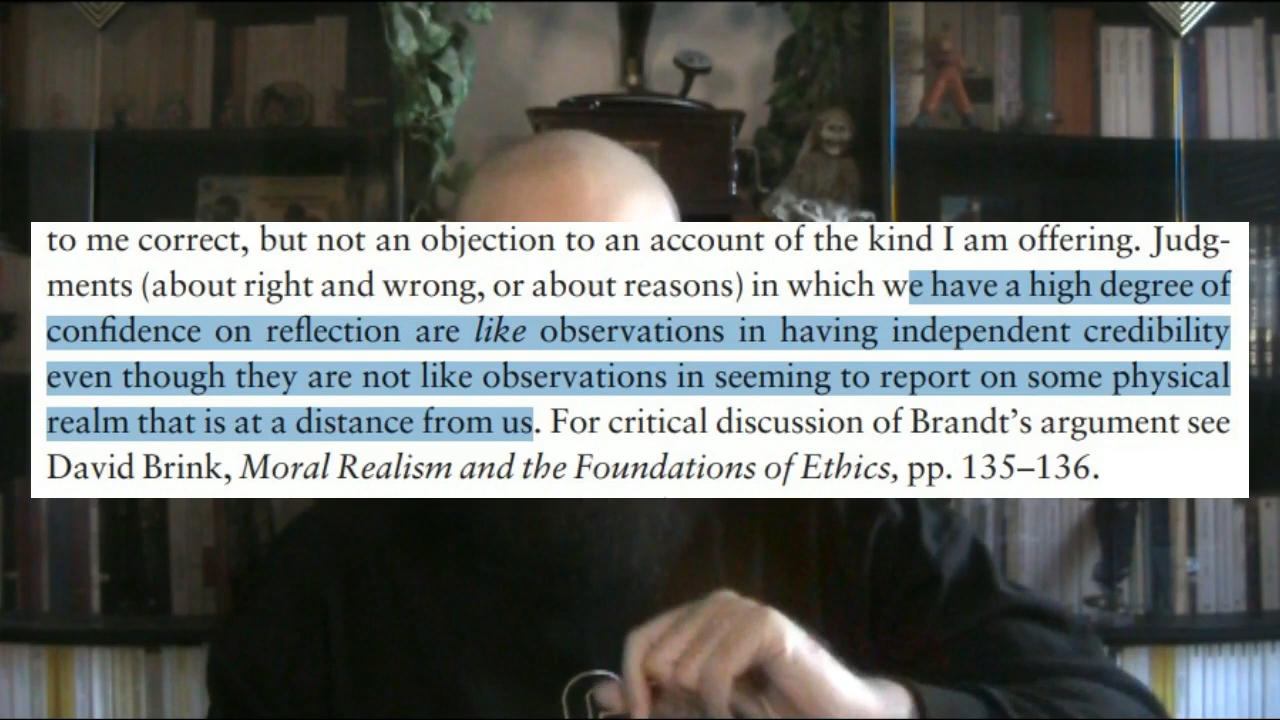 to me correct, but not an objection to an account of the kind I am offering. Judg-
ments (about right and wrong, or about reasons) in which we have a high degree of
confidence on reflection are like observations in having independent credibility
even though they are not like observations in seeming to report on some physical
realm that is at a distance from us. For critical discussion of Brandt’s argument see
David Brink, Moral Realism and the Foundations of Ethics, pp. 135–136.